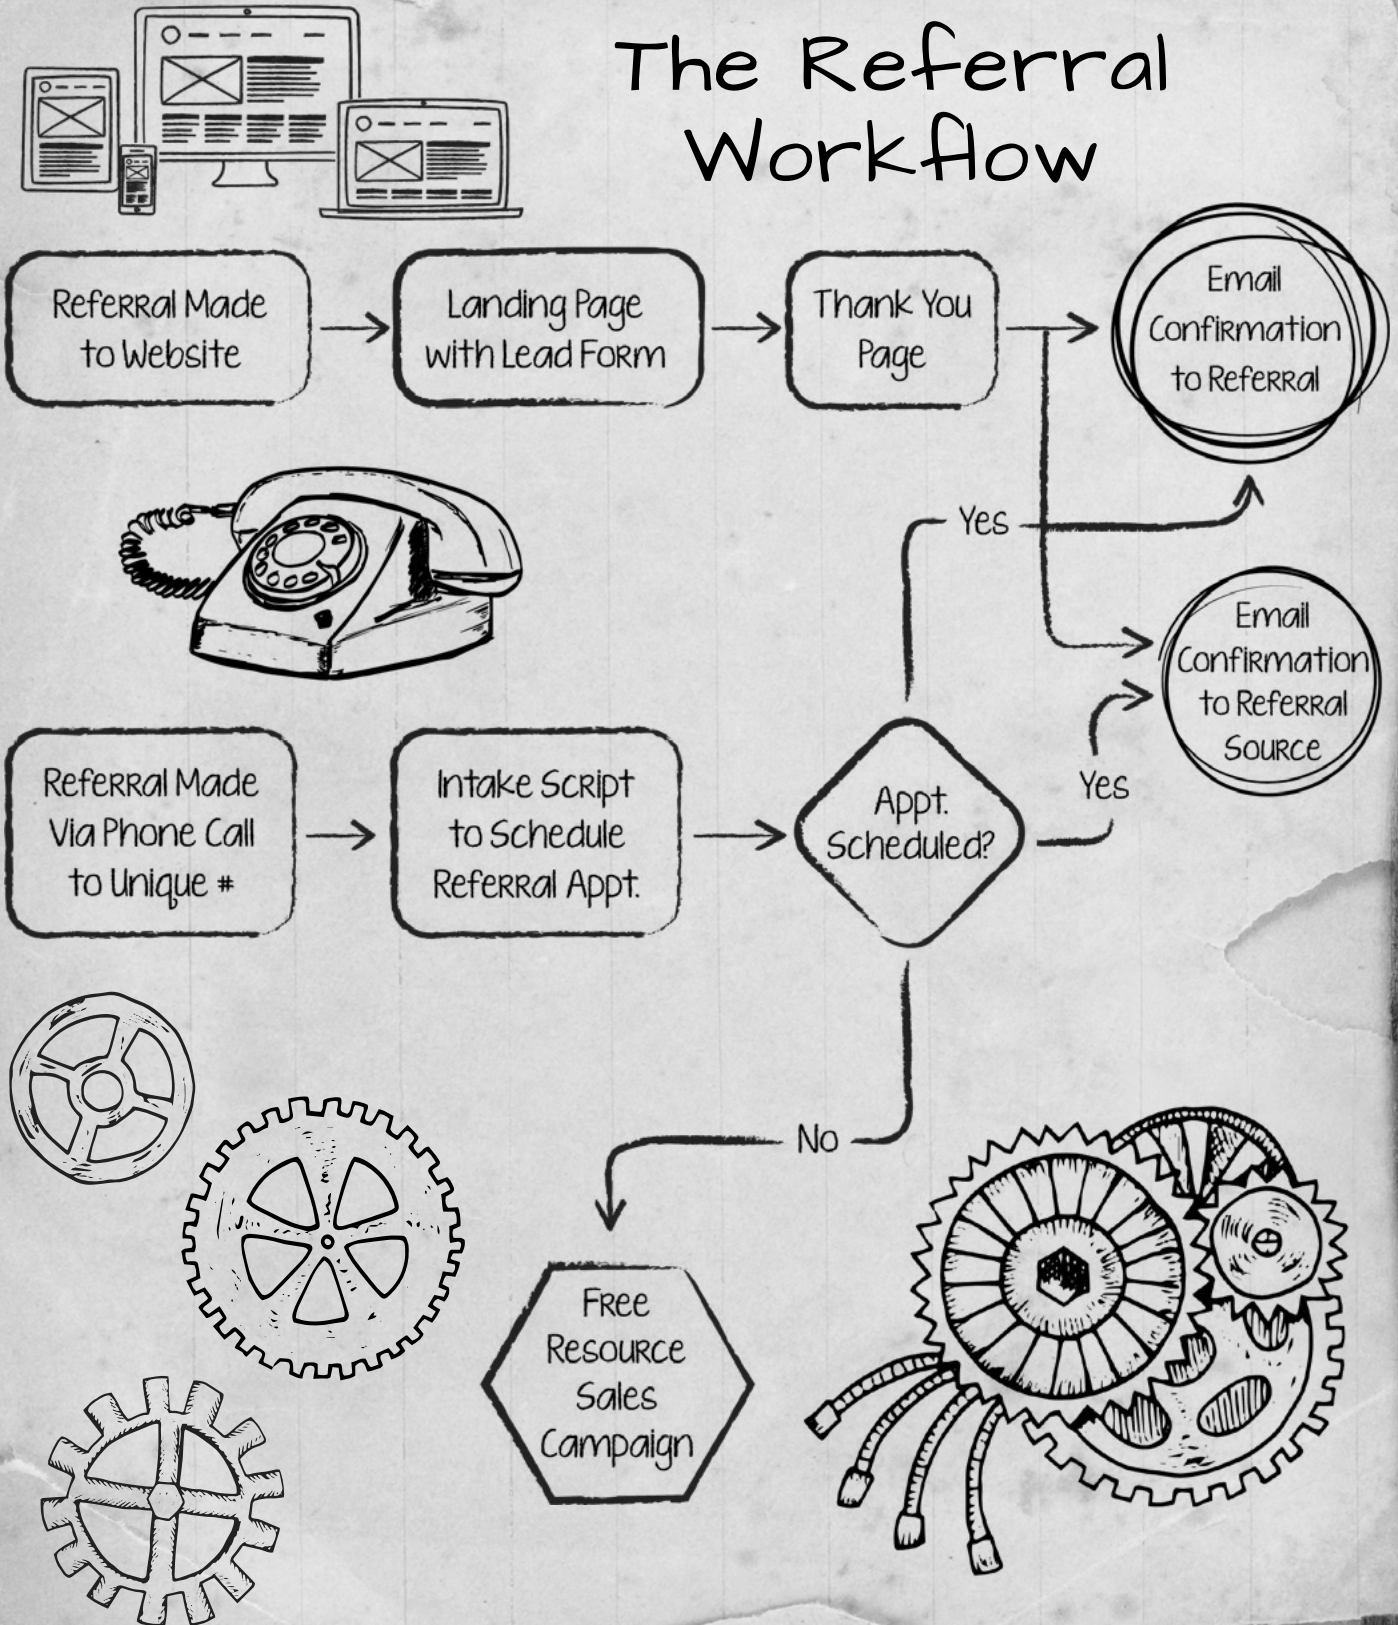 The Referral
Workflow
Referral Made
to Website
Landing Page
with Lead Form
Thank You
Page
Email
Confirmation
to Referral
Yes
Email
Confirmation
to Referral
Source
Referral Made
Via Phone Call
to Unique #
Intake Script
to Schedule
Referral Appt.
Appt.
Scheduled?
Yes
No
Free
Resource
Sales
Campaign